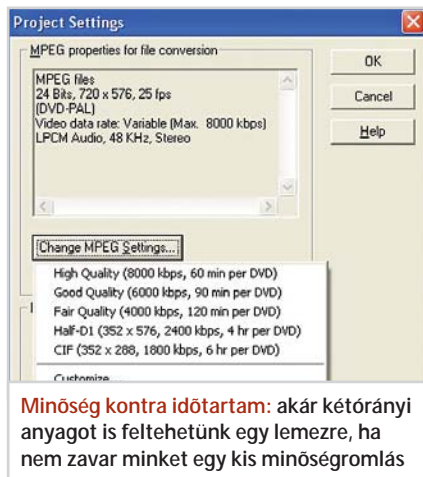 Project Settings
MPEG properties for file conversion
MPEG files
24 Bits, 720 x 576, 25 fps
(DVD-PAL)
Video data rate: Variable (Max. 8000 kbps)
LPCM Audio, 48 KHz, Stereo
OK
Cancel
Help
Change MPEG Settings...
High Quality (8000 kbps, 60 min per DVD)
Good Quality (6000 kbps, 90 min per DVD)
Fair Quality (4000 kbps, 120 min per DVD)
Half-D1 (352 x 576, 2400 kbps, 4 hr per DVD)
CIF (352 x 288, 1800 kbps, 6 hr per DVD)
Customize...
Minõség kontra idõtartam: akár kétórányi
anyagot is feltehetünk egy lemezre, ha
nem zavar minket egy kis minõségromlás